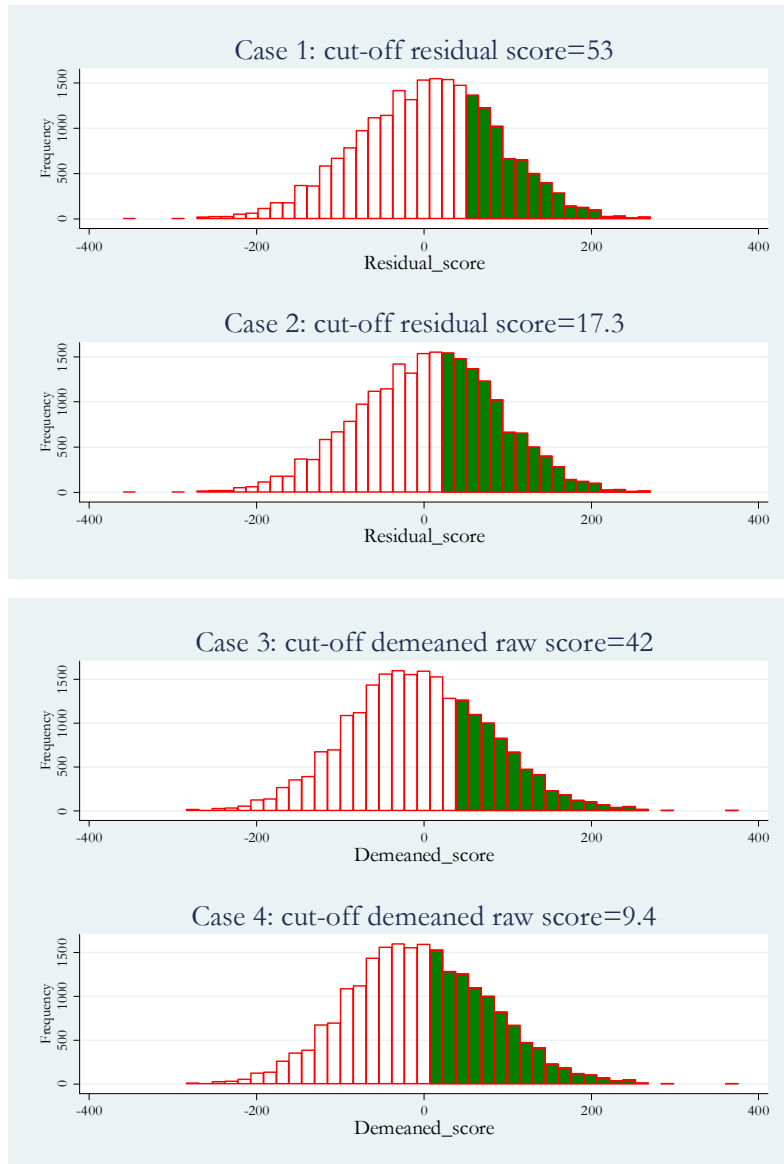 Case 1: cut-off residual score=53
Frequency
0 500 1000 1500
-400 -200 0 200 400
Residual_score
Case 2: cut-off residual score=17.3
Frequency
0 500 1000 1500
-400 -200 0 200 400
Residual_score
Case 3: cut-off demeaned raw score=42
Frequency
0 500 1000 1500
-400 -200 0 200 400
Demeaned_score
Case 4: cut-off demeaned raw score=9.4
Frequency
0 500 1000 1500
-400 -200 0 200 400
Demeaned_score